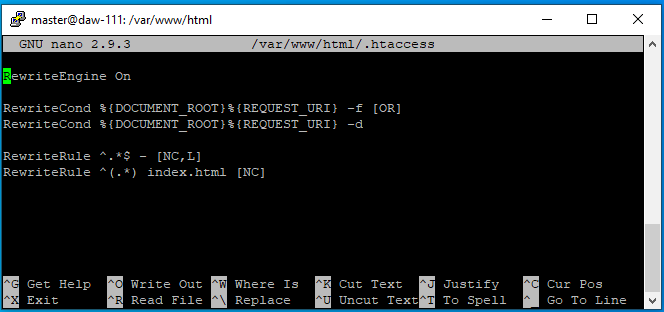 master@daw-111: /var/www/html
GNU nano 2.9.3 /var/www/html/.htaccess
RewriteEngine On
RewriteCond %{DOCUMENT_ROOT}%{REQUEST_URI} -f [OR]
RewriteCond %{DOCUMENT_ROOT}%{REQUEST_URI} -d
RewriteRule ^.*$ - [NC,L]
RewriteRule ^(.*) index.html [NC]
^G Get Help ^O Write Out ^W Where Is ^K Cut Text ^J Justify ^C Cur Pos
^X Exit ^R Read File ^\ Replace ^U Uncut Text^T To Spell ^_ Go To Line